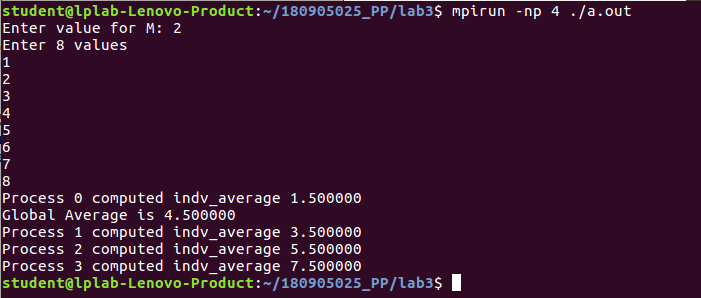 student@lplab-Lenovo-Product:~/180905025_PP/lab3$ mpirun -np 4 ./a.out
Enter value for M: 2
Enter 8 values
1
2
3
4
5
6
7
8
Process 0 computed indv_average 1.500000
Global Average is 4.500000
Process 1 computed indv_average 3.500000
Process 2 computed indv_average 5.500000
Process 3 computed indv_average 7.500000
student@lplab-Lenovo-Product:~/180905025_PP/lab3$